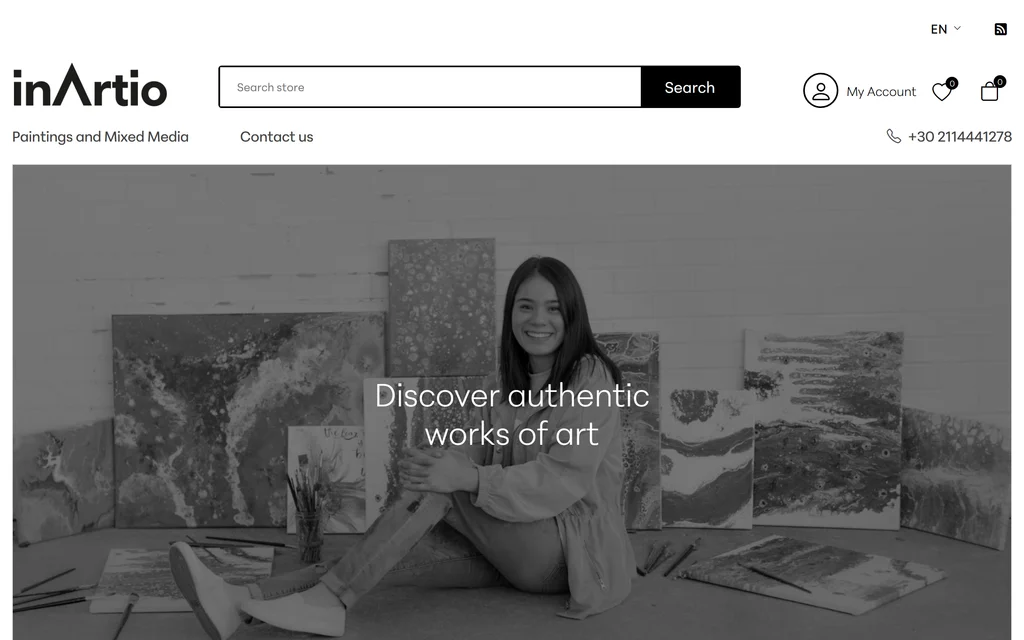 EN
inArtio
Search store
Search
My Account
0
0
Paintings and Mixed Media
Contact us
+30 2114441278
Discover authentic
works of art